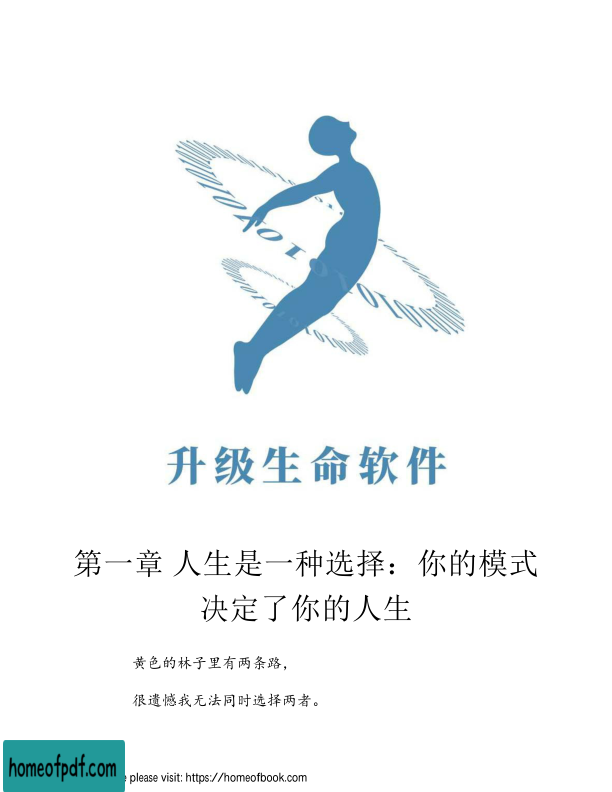 升级生命软件
第一章 人生是一种选择：你的模式
决定了你的人生
黄色的林子里有两条路，
很遗憾我无法同时选择两者。
homeofpdf.com
please visit: https://homeofbook.com